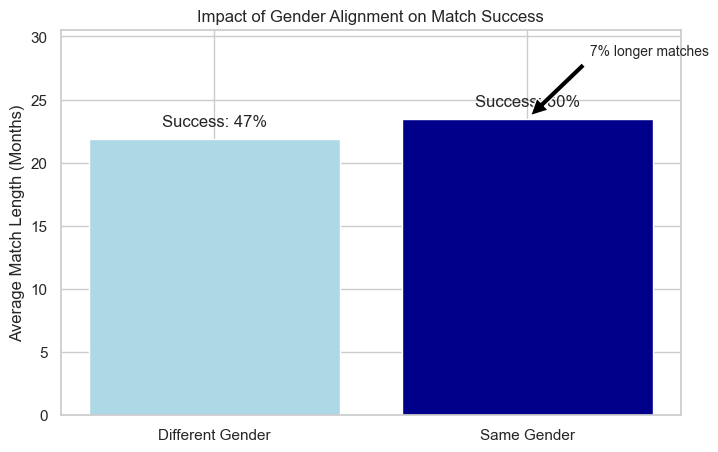 Impact of Gender Alignment on Match Success
30
7% longer matches
25
Success: 47%
Success:
20
15
10
5
0
Average Match Length (Months)
Different Gender
Same Gender